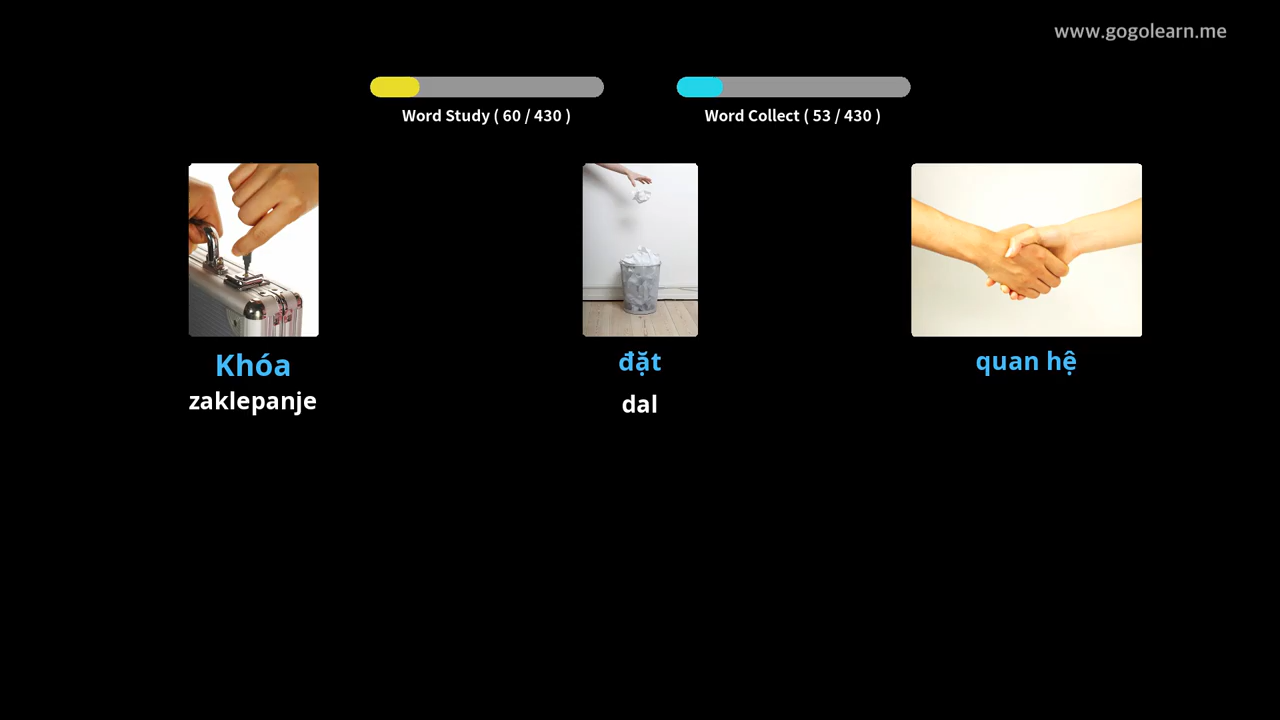 www.gogolearn.me
Word Study ( 60 / 430 )
Word Collect ( 53 / 430 )
Khóa
zaklepanje
đặt
dal
quan hệ